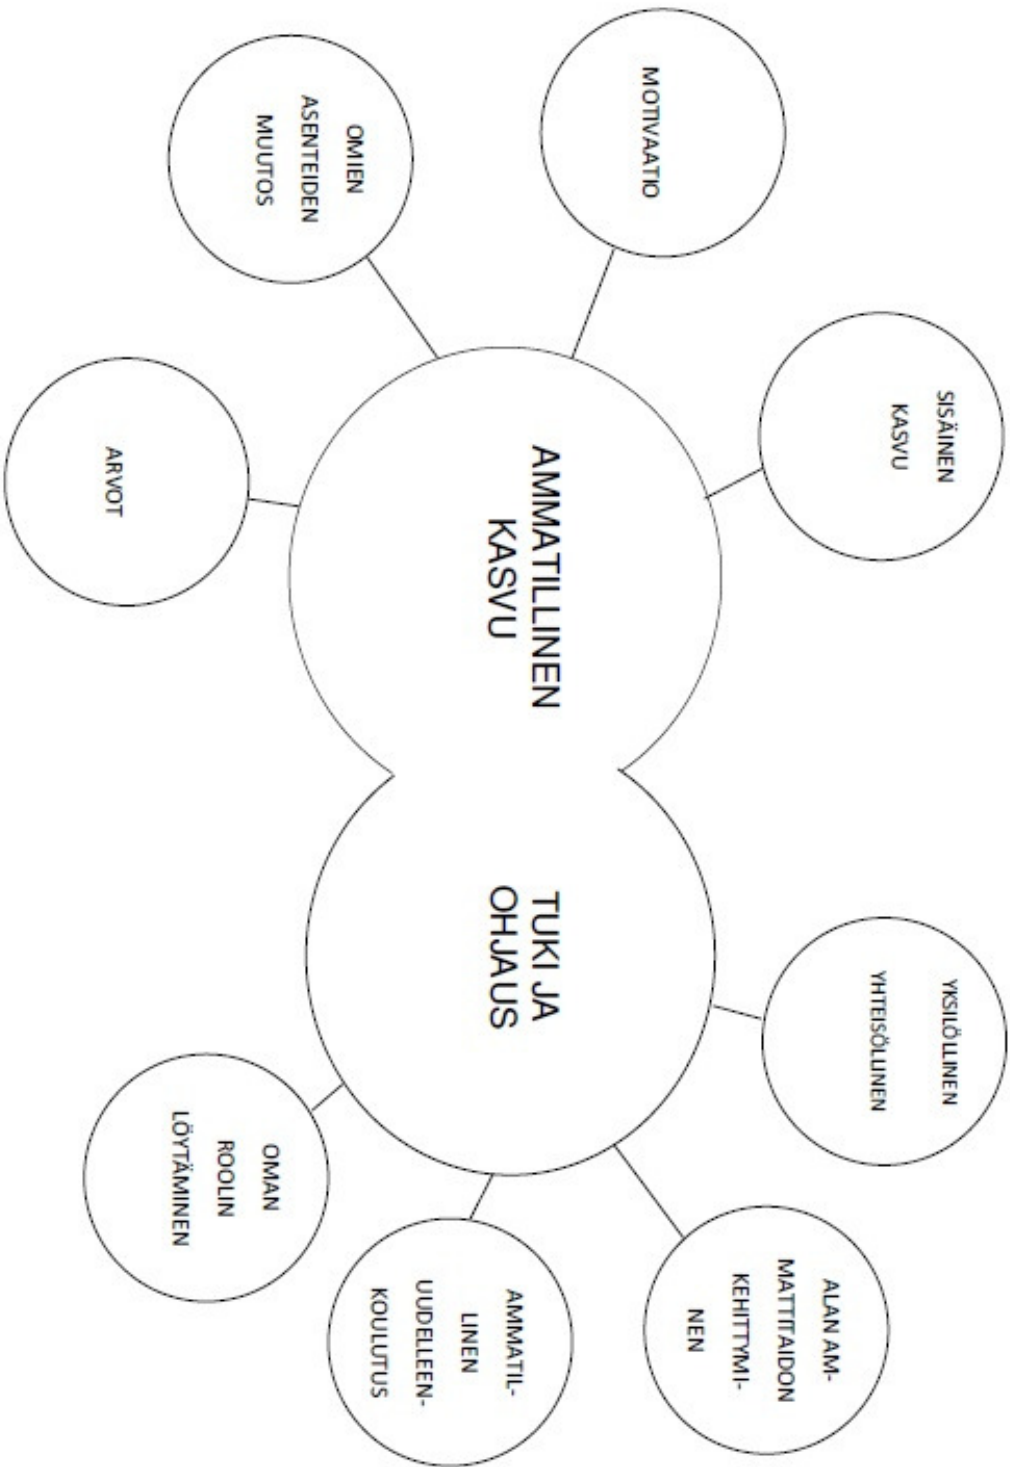 SISÄINEN
KASVU
MOTIVAATIO
OMIEN
ASENTEIDEN
MUUTOS
ARVOT
AMMATILLINEN
KASVU
TUKI JA
OHJAUS
YKSILÖLLINEN
YHTEISÖLLINEN
ALAN AM-
MATTITAIDON
KEHITTYMI-
NEN
AMMATIL-
LINEN
UUDELLEEN-
KOULUTUS
OMAN
ROOLIN
LÖYTÄMINEN